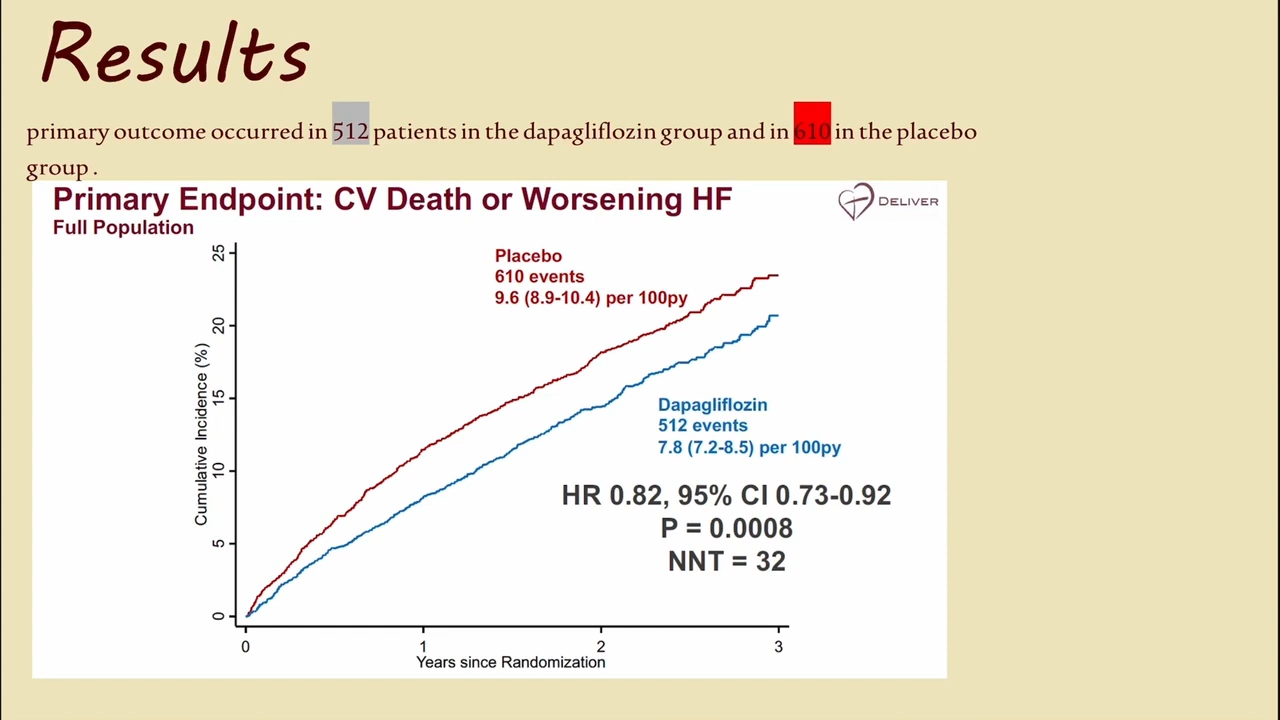 Results
primary outcome occurred in 512 patients in the dapagliflozin group and in 610 in the placebo
group .
Primary Endpoint: CV Death or Worsening HF
Full Population
DELIVER
Placebo
610 events
9.6 (8.9-10.4) per 100py
Dapagliflozin
512 events
7.8 (7.2-8.5) per 100py
HR 0.82, 95% CI 0.73-0.92
P = 0.0008
NNT = 32
Cumulative Incidence (%)
25
20
15
10
5
0
0 1 2 3
Years since Randomization